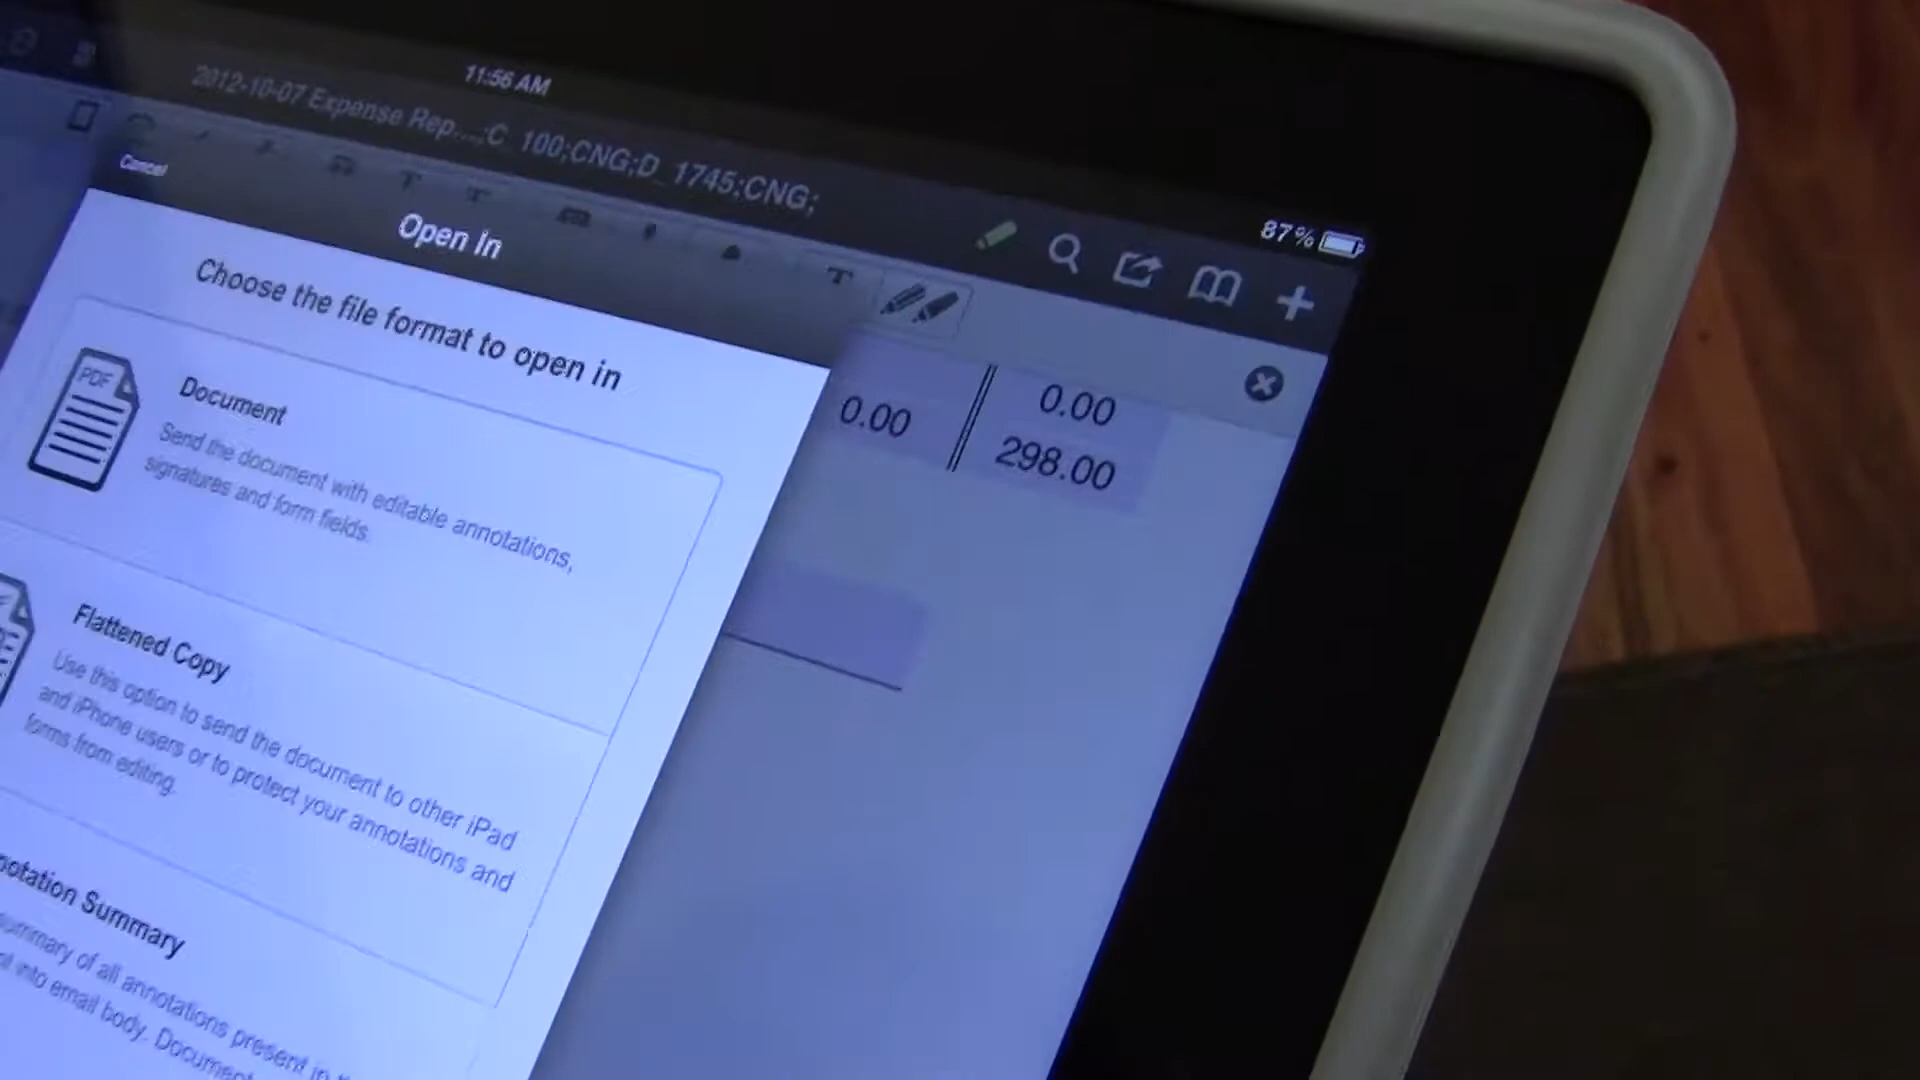 11:56 AM
87%
2012-10-07 Expense Rep...;C_100;CNG;D_1745;CNG;
Cancel
Open In
T
T
T
Choose the file format to open in
PDF
Document
Send the document with editable annotations,
signatures and form fields.
Flattened Copy
Use this option to send the document to other iPad
and iPhone users or to protect your annotations and
forms from editing.
Summary
summary of all annotations present in
into email body. Document
0.00
0.00
298.00